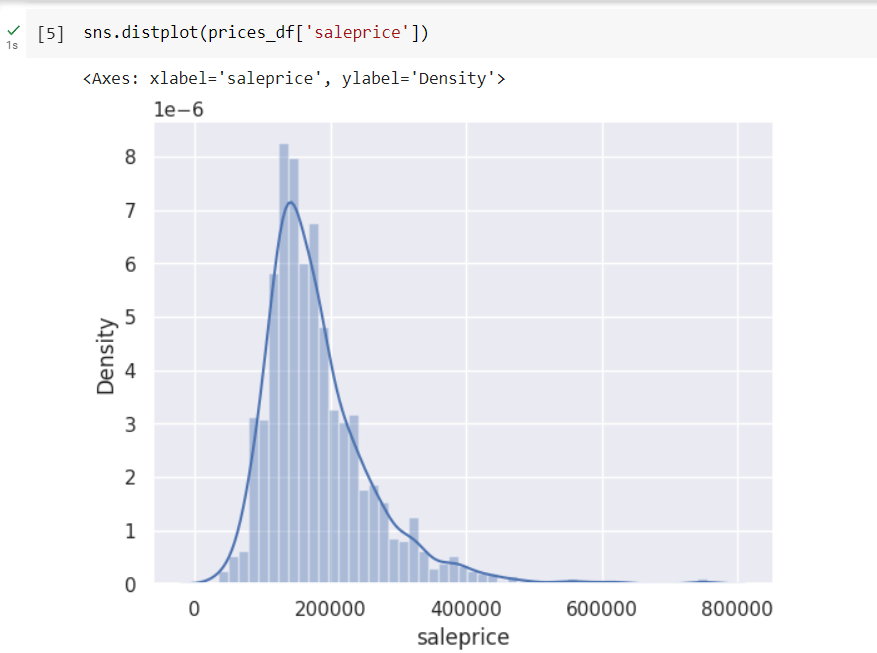 [5] sns.distplot(prices_df['saleprice'])
1s
<Axes: xlabel='saleprice', ylabel='Density'>
1e−6
8
7
6
5
4
3
2
1
0
Density
0 200000 400000 600000 800000
saleprice